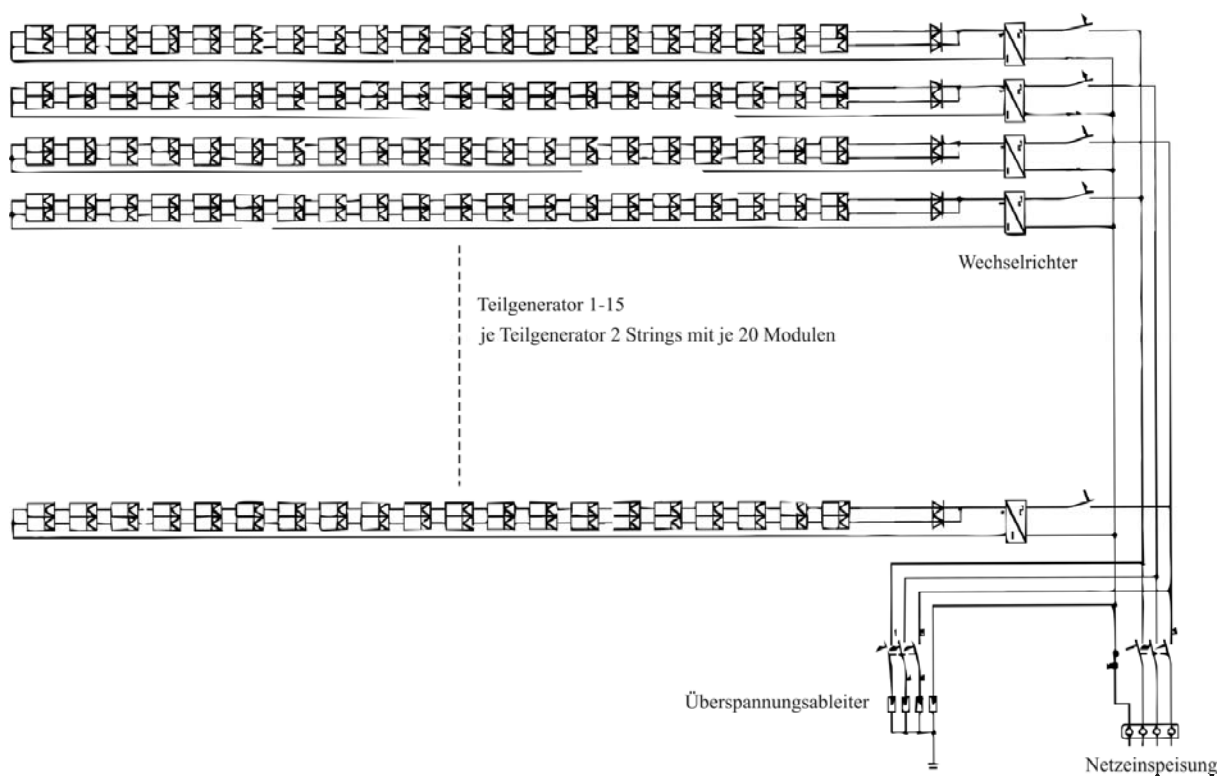 Wechselrichter
Teilgenerator 1-15
je Teilgenerator 2 Strings mit je 20 Modulen
Überspannungsableiter
Netzeinspeisung